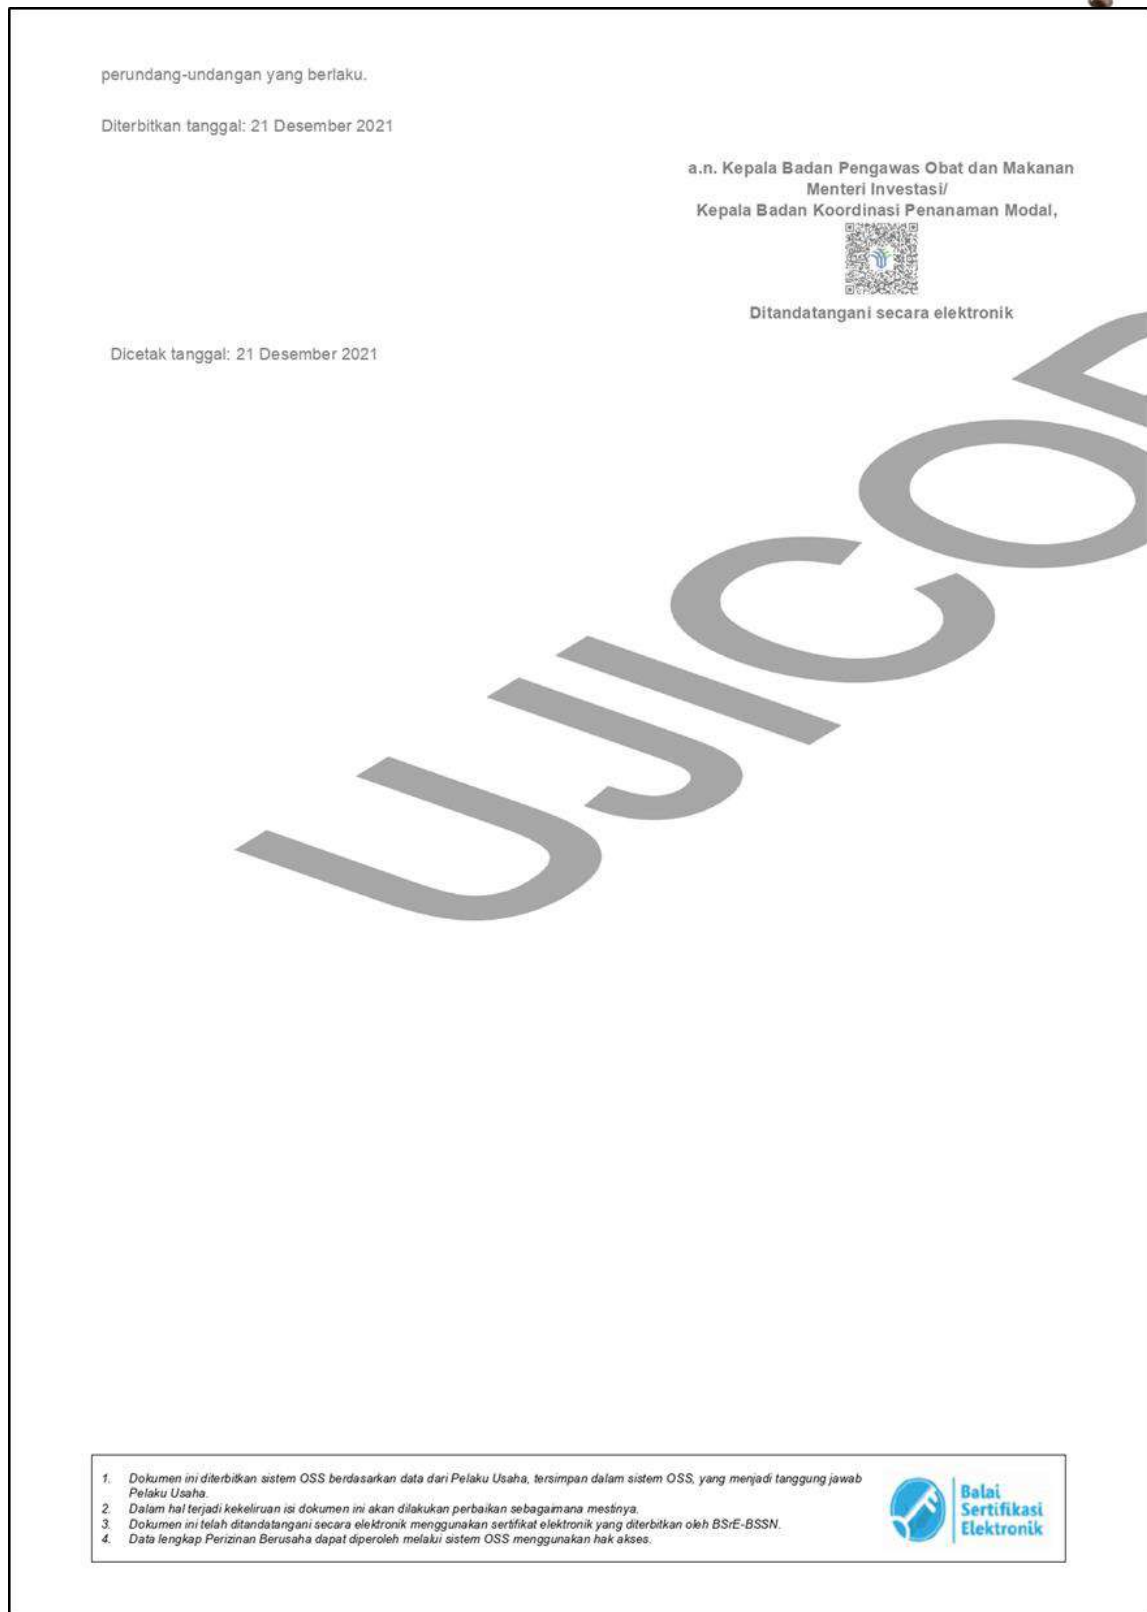 perundang-undangan yang berlaku.
Diterbitkan tanggal: 21 Desember 2021
a.n. Kepala Badan Pengawas Obat dan Makanan
Menteri Investasi/
Kepala Badan Koordinasi Penanaman Modal,
Ditandatangani secara elektronik
Dicetak tanggal: 21 Desember 2021
UJICO
1. Dokumen ini diterbitkan sistem OSS berdasarkan data dari Pelaku Usaha, tersimpan dalam sistem OSS, yang menjadi tanggung jawab
Pelaku Usaha.
2. Dalam hal terjadi kekeliruan isi dokumen ini akan dilakukan perbaikan sebagaimana mestinya.
3. Dokumen ini telah ditandatangani secara elektronik menggunakan sertifikat elektronik yang diterbitkan oleh BSrE-BSSN.
4. Data lengkap Perizinan Berusaha dapat diperoleh melalui sistem OSS menggunakan hak akses.
Balai
Sertifikasi
Elektronik